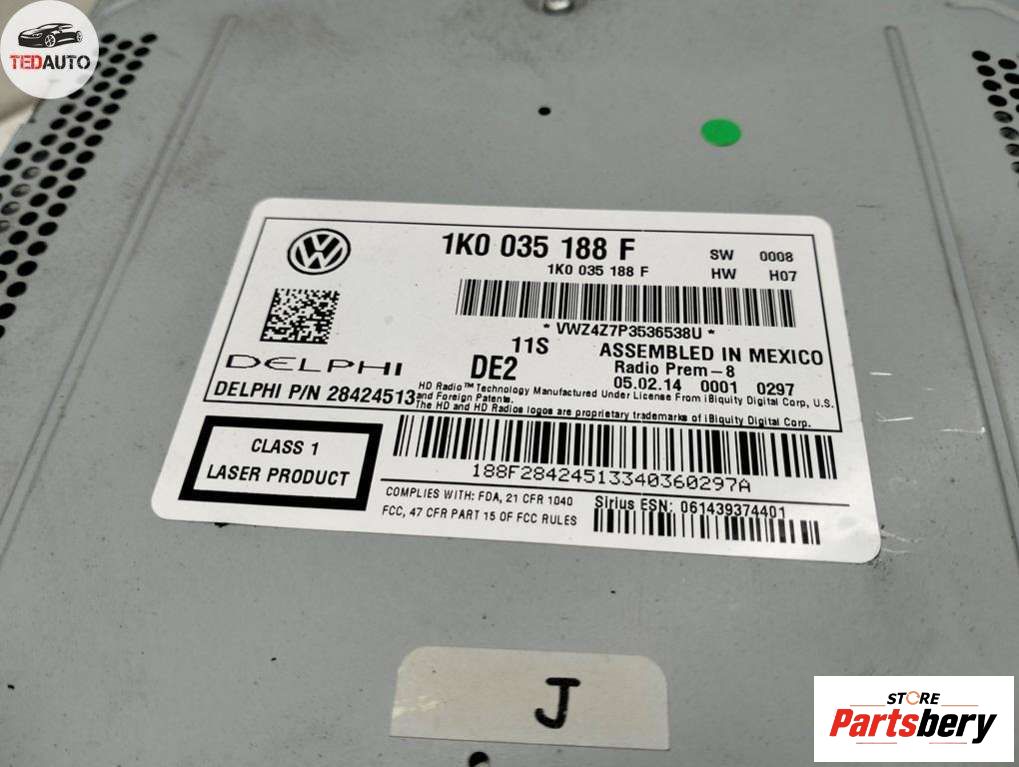 TEDAUTO
1K0 035 188 F
SW 0008
1K0 035 188 F
HW H07
* VWZ4Z7P3536538U *
11S
ASSEMBLED IN MEXICO
DELPHI
DE2
Radio Prem-8
05.02.14 0001 0297
DELPHI P/N 28424513
HD Radio™ Technology Manufactured Under License From iBiquity Digital Corp, U.S.
and Foreign Patents.
The HD and HD Radios logos are proprietary trademarks of iBiquity Digital Corp.
CLASS 1
LASER PRODUCT
188F28424513340360297A
COMPLIES WITH: FDA, 21 CFR 1040
FCC, 47 CFR PART 15 OF FCC RULES
Sirius ESN: 061439374401
J
STORE
Partsbery